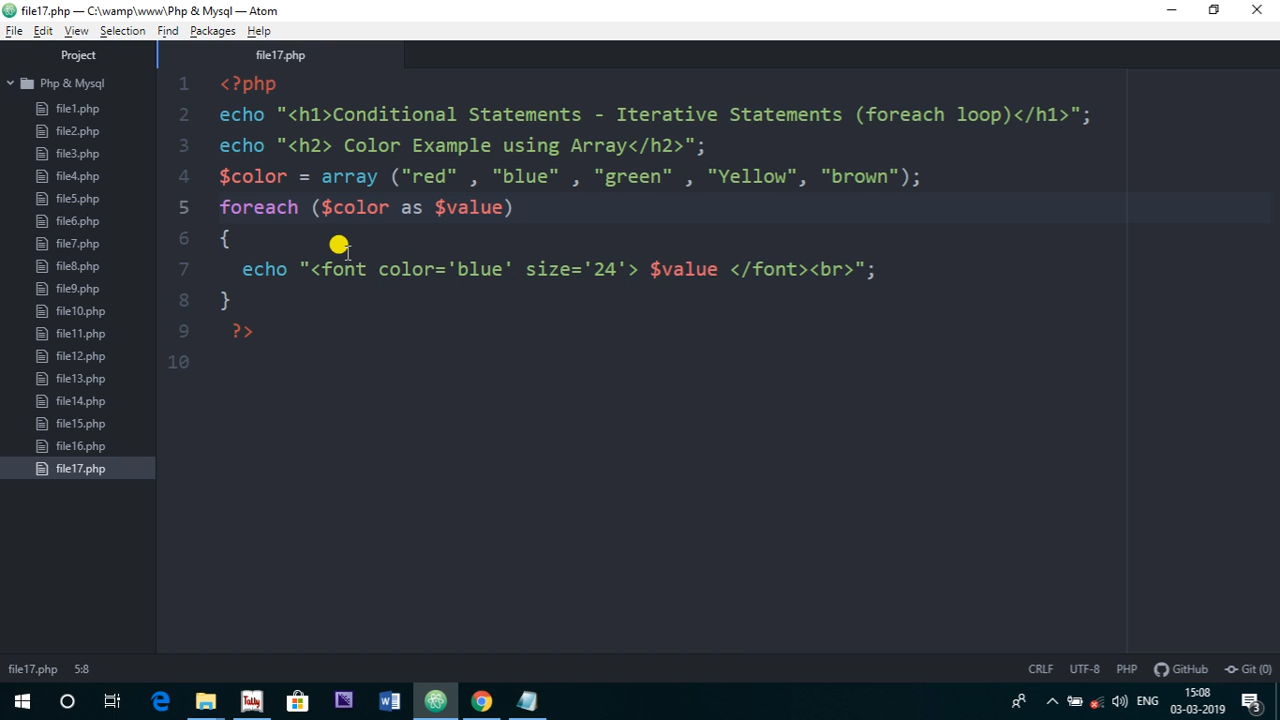 file17.php — C:\wamp\www\Php & Mysql — Atom
File Edit View Selection Find Packages Help
Project
file17.php
Php & Mysql
file1.php
file2.php
file3.php
file4.php
file5.php
file6.php
file7.php
file8.php
file9.php
file10.php
file11.php
file12.php
file13.php
file14.php
file15.php
file16.php
file17.php
1 <?php
2 echo "<h1>Conditional Statements - Iterative Statements (foreach loop)</h1>";
3 echo "<h2> Color Example using Array</h2>";
4 $color = array ("red" , "blue" , "green" , "Yellow", "brown");
5 foreach ($color as $value)
6 {
7 echo "<font color='blue' size='24'> $value </font><br>";
8 }
9 ?>
10
file17.php 5:8
CRLF UTF-8 PHP GitHub Git (0)
Tally
ENG
15:08
03-03-2019
3